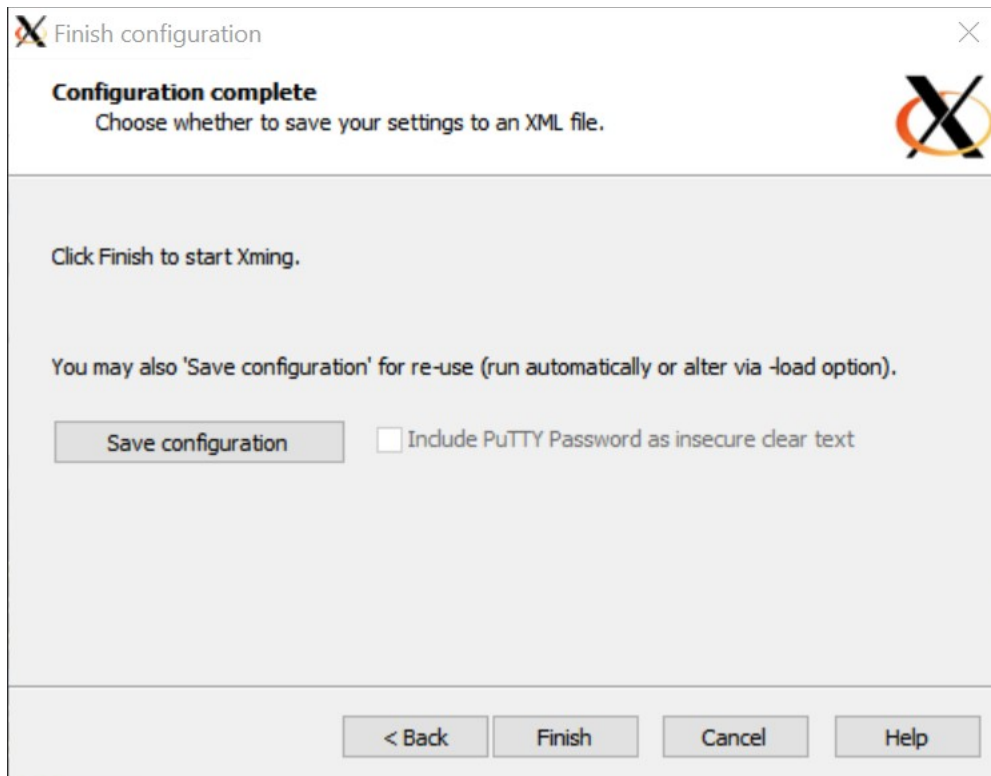 Finish configuration
Configuration complete
Choose whether to save your settings to an XML file.
Click Finish to start Xming.
You may also 'Save configuration' for re-use (run automatically or alter via -load option).
Save configuration
Include PuTTY Password as insecure clear text
< Back
Finish
Cancel
Help